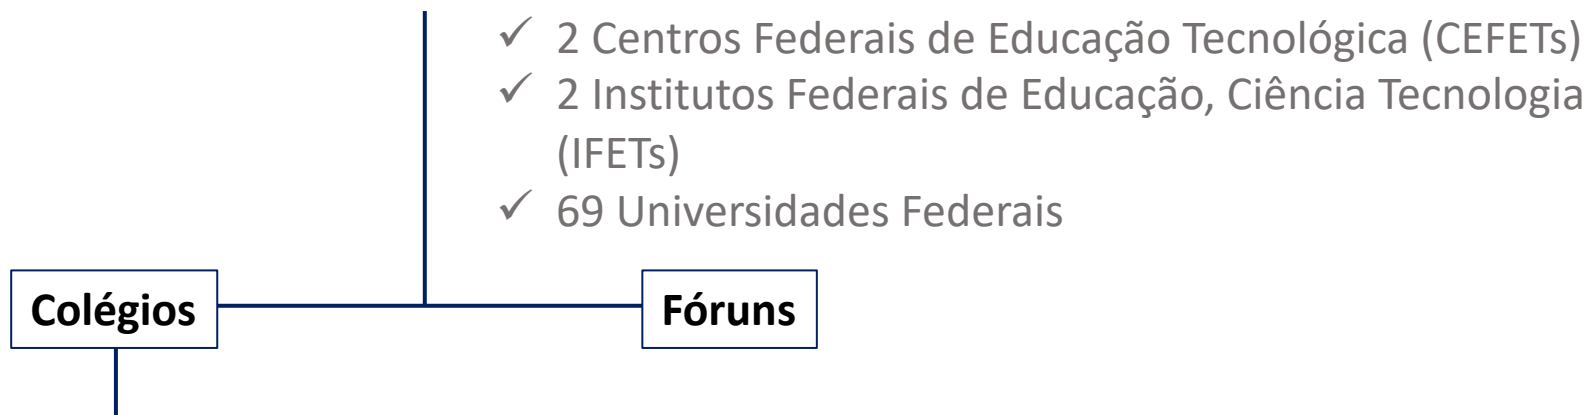 ✓ 2 Centros Federais de Educação Tecnológica (CEFETs)
✓ 2 Institutos Federais de Educação, Ciência Tecnologia
(IFETs)
✓ 69 Universidades Federais
Colégios
Fóruns